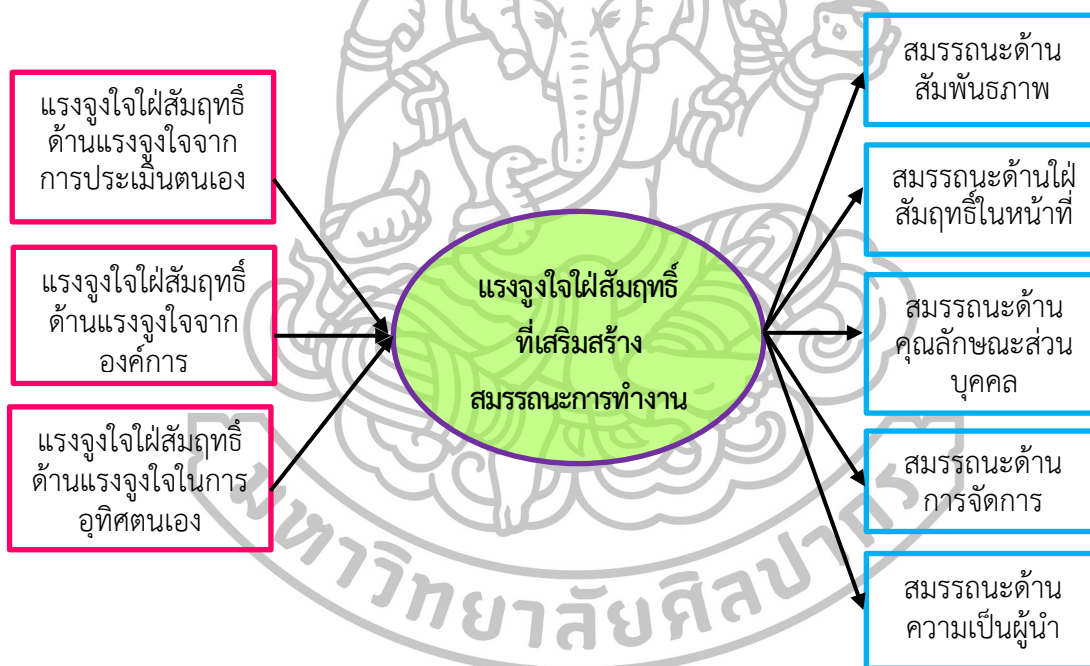 แรงจูงใจใฝ่สัมฤทธิ์
ด้านแรงจูงใจจาก
การประเมินตนเอง
แรงจูงใจใฝ่สัมฤทธิ์
ด้านแรงจูงใจจาก
องค์การ
แรงจูงใจใฝ่สัมฤทธิ์
ด้านแรงจูงใจในการ
อุทิศตนเอง
แรงจูงใจใฝ่สัมฤทธิ์
ที่เสริมสร้าง
สมรรถนะการทำงาน
สมรรถนะด้าน
สัมพันธภาพ
สมรรถนะด้านใฝ่
สัมฤทธิ์ในหน้าที่
สมรรถนะด้าน
คุณลักษณะส่วน
บุคคล
สมรรถนะด้าน
การจัดการ
สมรรถนะด้าน
ความเป็นผู้นำ
มหาวิทยาลัยศิลปากร